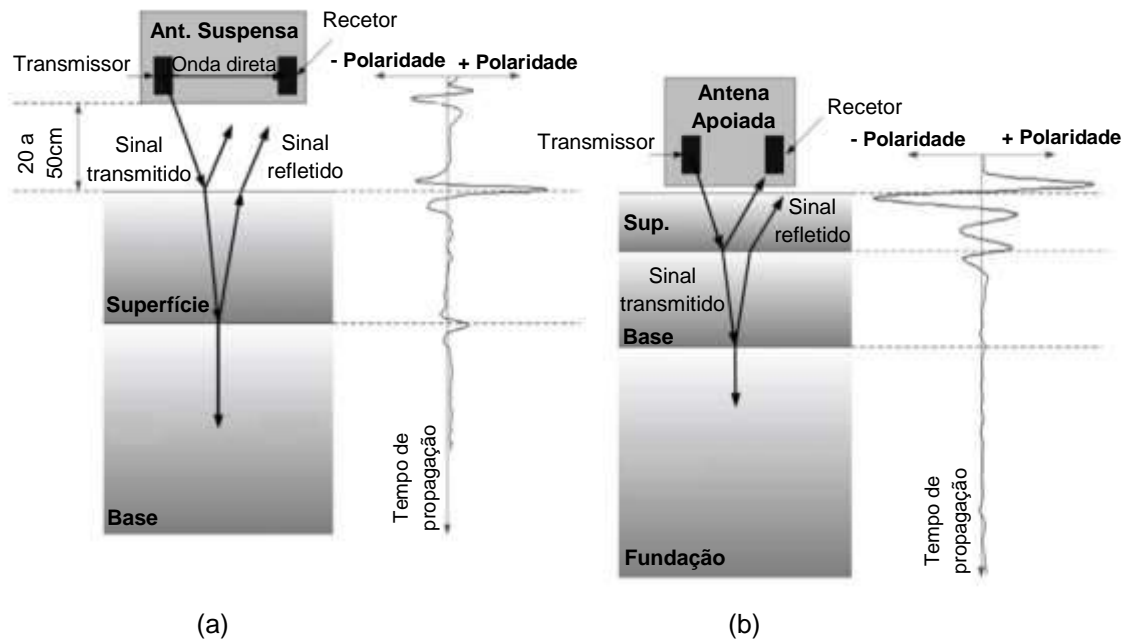 Ant. Suspensa
Recetor
Transmissor
Onda direta
- Polaridade + Polaridade
20 a
50cm
Sinal
transmitido
Sinal
refletido
Superfície
Base
Tempo de
propagação
(a)
Antena
Apoiada
Transmissor
Recetor
- Polaridade + Polaridade
Sup.
Sinal
refletido
Sinal
transmitido
Base
Fundação
Tempo de
propagação
(b)